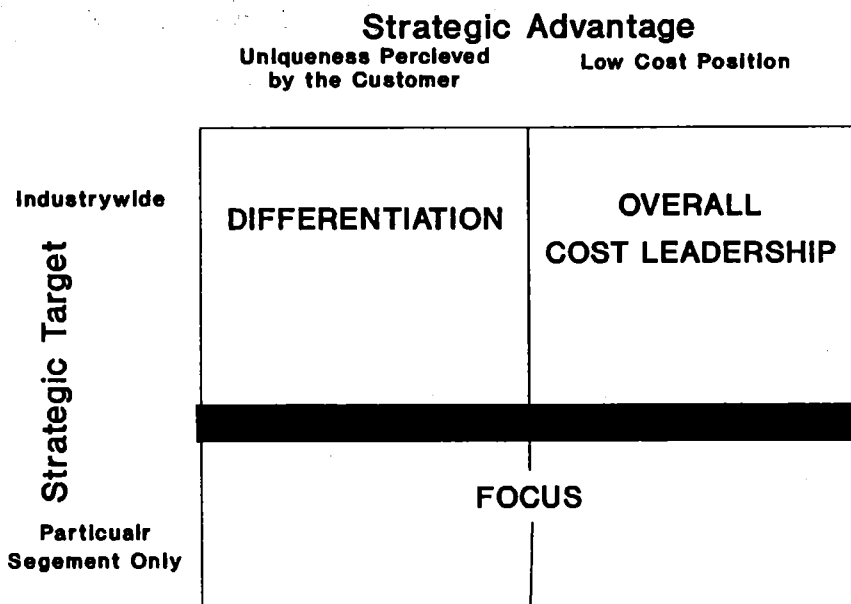 Strategic Advantage
Uniqueness Percieved
by the Customer
Low Cost Position
Industrywide
DIFFERENTIATION
OVERALL
COST LEADERSHIP
Strategic Target
FOCUS
Particualr
Segement Only